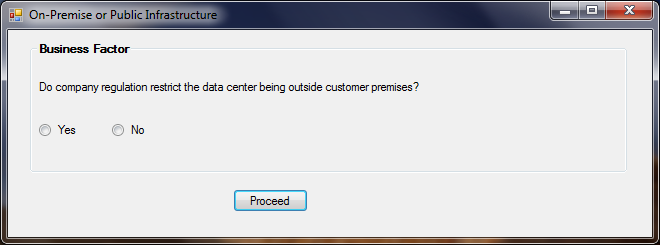 On-Premise or Public Infrastructure
Business Factor
Do company regulation restrict the data center being outside customer premises?
Yes No
Proceed